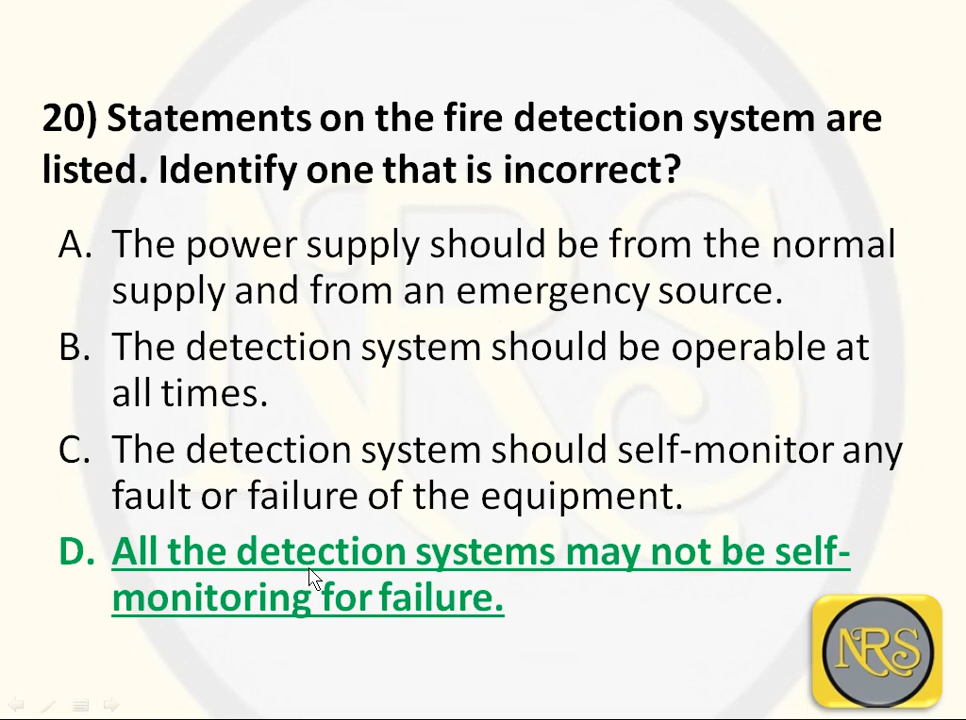 20) Statements on the fire detection system are
listed. Identify one that is incorrect?
A. The power supply should be from the normal
supply and from an emergency source.
B. The detection system should be operable at
all times.
C. The detection system should self-monitor any
fault or failure of the equipment.
D. All the detection systems may not be self-
monitoring for failure.
NRS
NRS